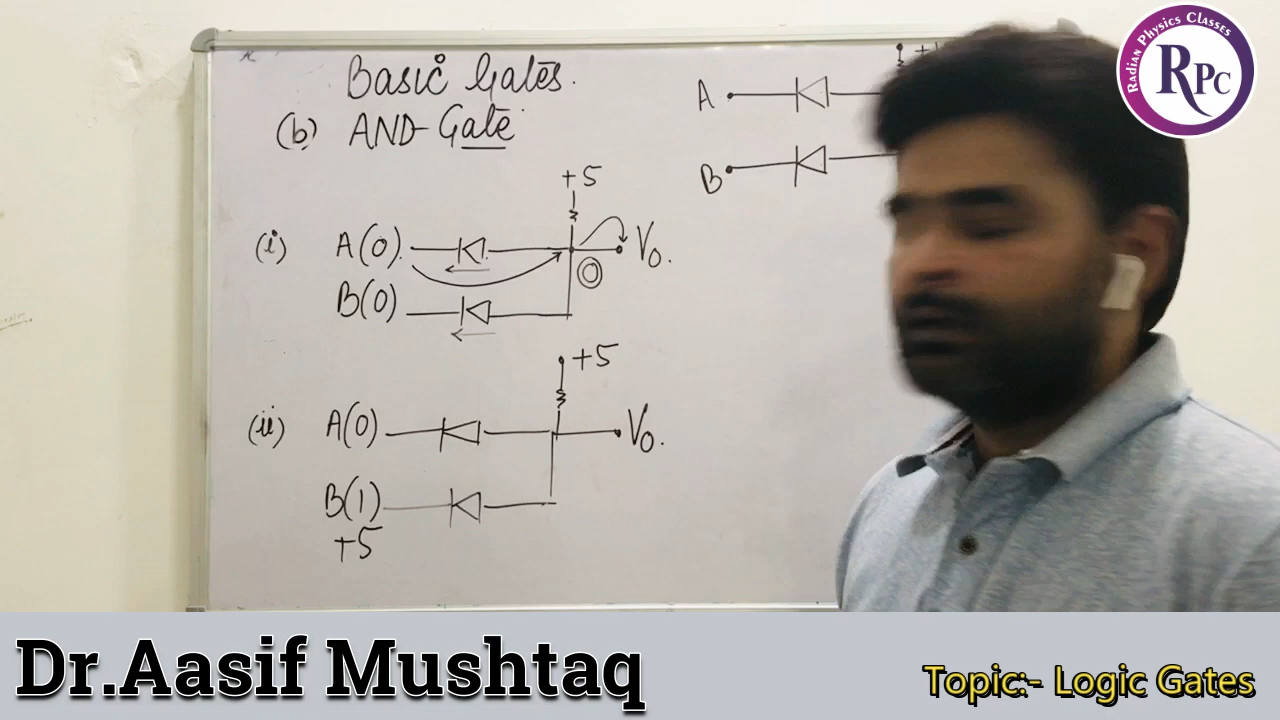 Basic Gates.
(b) AND-Gate
+5
(i) A(0). V₀.
0
B(0)
+5
(ii) A(0) V₀.
B(1)
+5
A
B
RADIAN PHYSICS CLASSES
RPC
Dr.Aasif Mushtaq
Topic:- Logic Gates